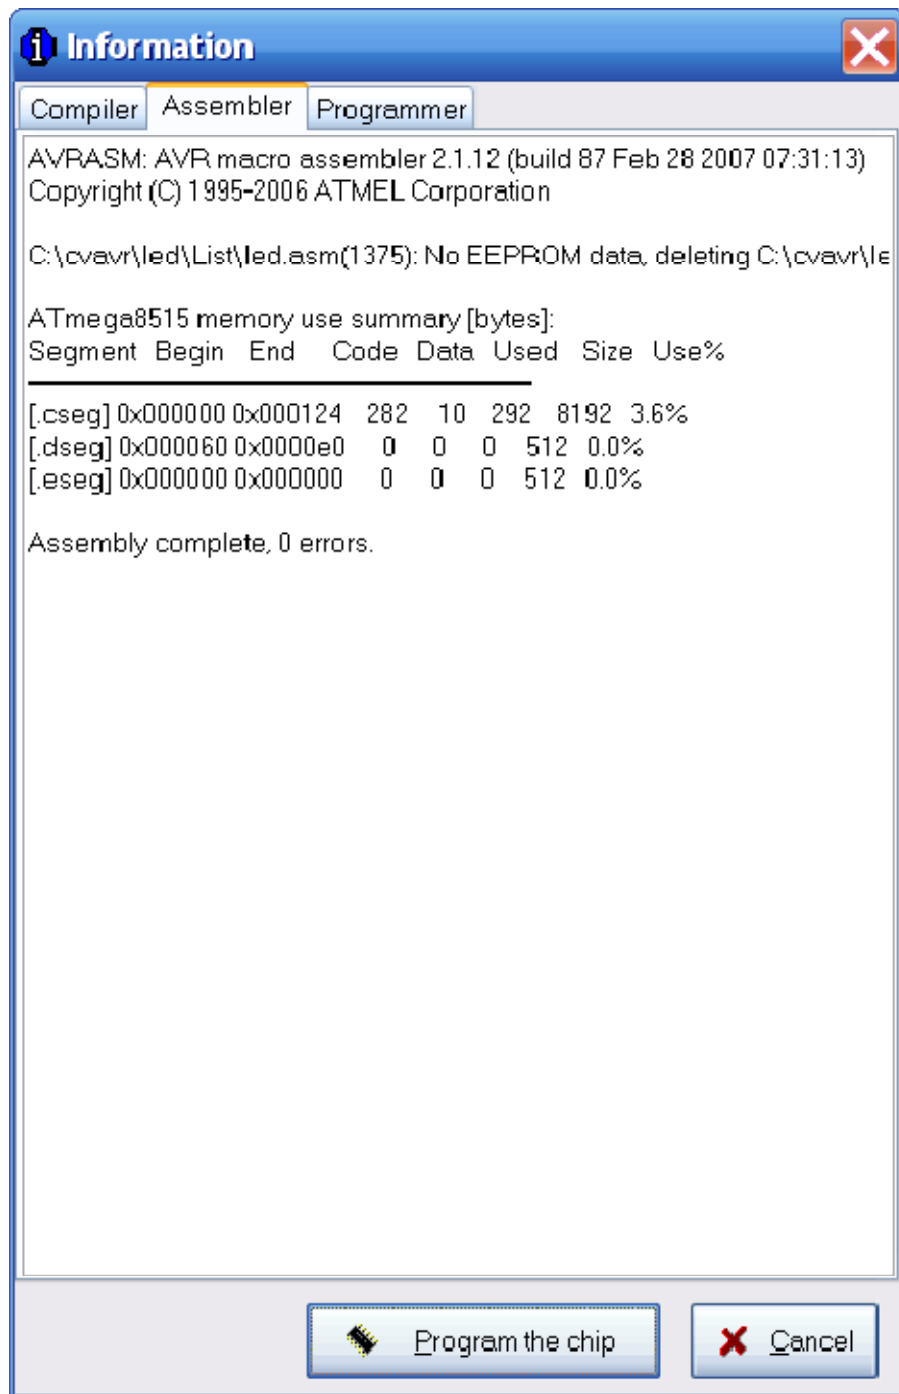 Information
Compiler Assembler Programmer
AVRASM: AVR macro assembler 2.1.12 (build 87 Feb 28 2007 07:31:13)
Copyright (C) 1995-2006 ATMEL Corporation
C:\cvavr\led\List\led.asm(1375): No EEPROM data, deleting C:\cvavr\le
ATmega8515 memory use summary [bytes]:
Segment Begin End Code Data Used Size Use%
[.cseg] 0x000000 0x000124 282 10 292 8192 3.6%
[.dseg] 0x000060 0x0000e0 0 0 0 512 0.0%
[.eseg] 0x000000 0x000000 0 0 0 512 0.0%
Assembly complete, 0 errors.
Program the chip Cancel